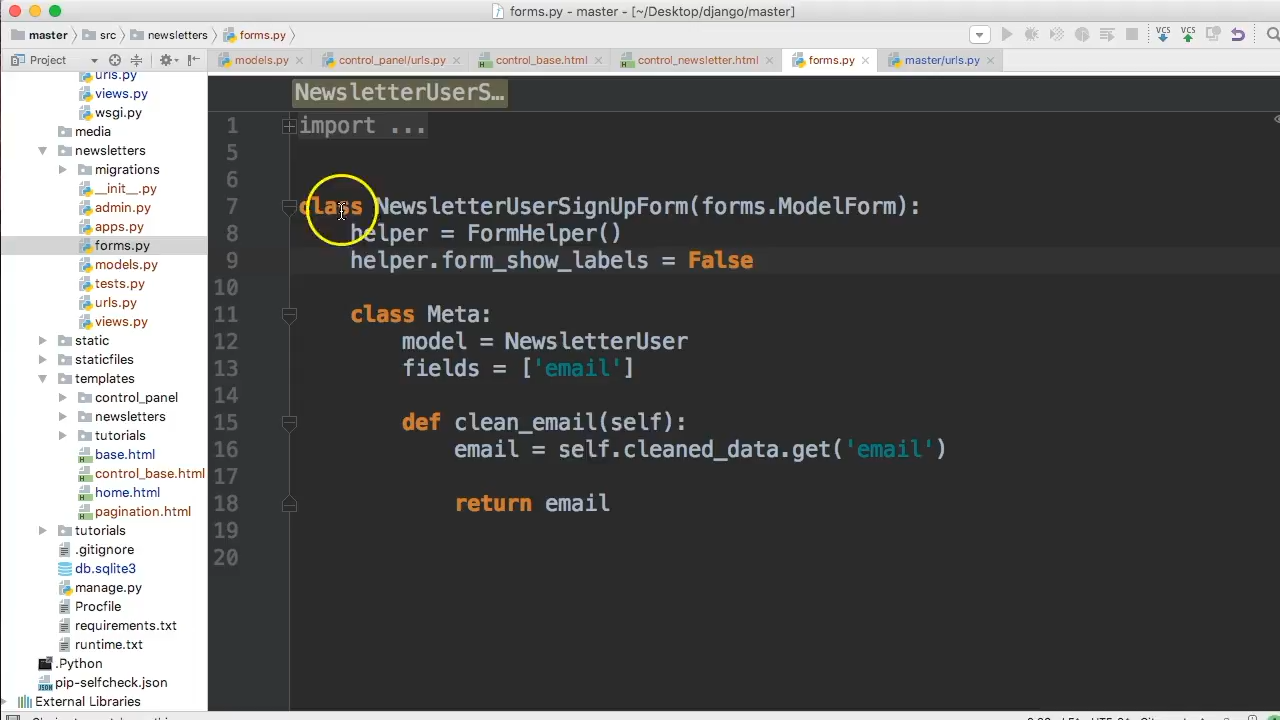 forms.py - master - [~/Desktop/django/master]
master src newsletters forms.py
VCS VCS
Project
models.py control_panel/urls.py control_base.html control_newsletter.html forms.py master/urls.py
urls.py
views.py
wsgi.py
media
newsletters
migrations
__init__.py
admin.py
apps.py
forms.py
models.py
tests.py
urls.py
views.py
static
staticfiles
templates
control_panel
newsletters
tutorials
base.html
control_base.html
home.html
pagination.html
tutorials
.gitignore
db.sqlite3
manage.py
Procfile
requirements.txt
runtime.txt
.Python
pip-selfcheck.json
External Libraries
NewsletterUserS…
1 import ...
5
6
7 class NewsletterUserSignUpForm(forms.ModelForm):
8 helper = FormHelper()
9 helper.form_show_labels = False
10
11 class Meta:
12 model = NewsletterUser
13 fields = ['email']
14
15 def clean_email(self):
16 email = self.cleaned_data.get('email')
17
18 return email
19
20